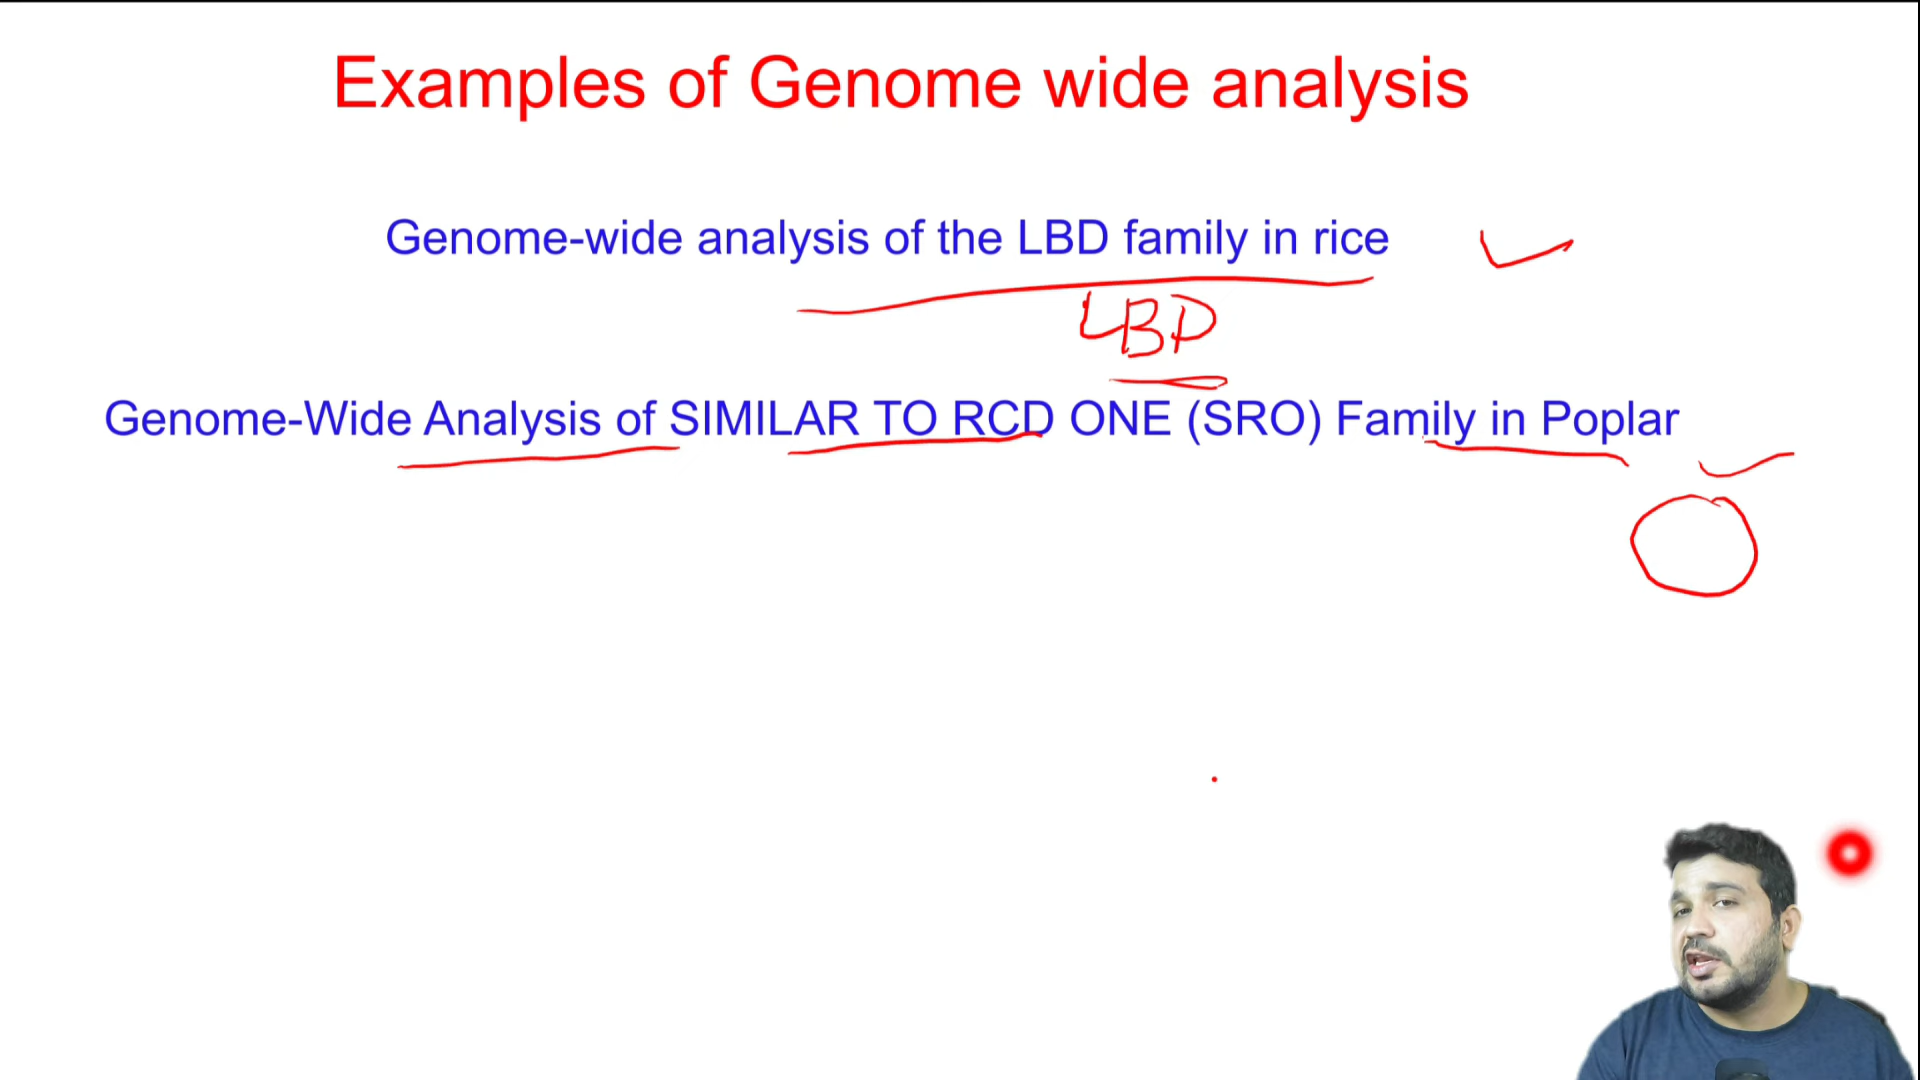 Examples of Genome wide analysis
Genome-wide analysis of the LBD family in rice
LBD
Genome-Wide Analysis of SIMILAR TO RCD ONE (SRO) Family in Poplar